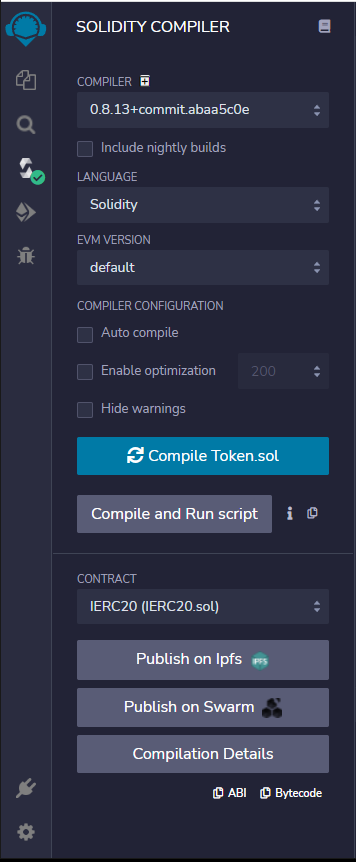 SOLIDITY COMPILER
COMPILER
0.8.13+commit.abaa5c0e
Include nightly builds
LANGUAGE
Solidity
EVM VERSION
default
COMPILER CONFIGURATION
Auto compile
Enable optimization 200
Hide warnings
Compile Token.sol
Compile and Run script
CONTRACT
IERC20 (IERC20.sol)
Publish on Ipfs IPFS
Publish on Swarm
Compilation Details
ABI Bytecode